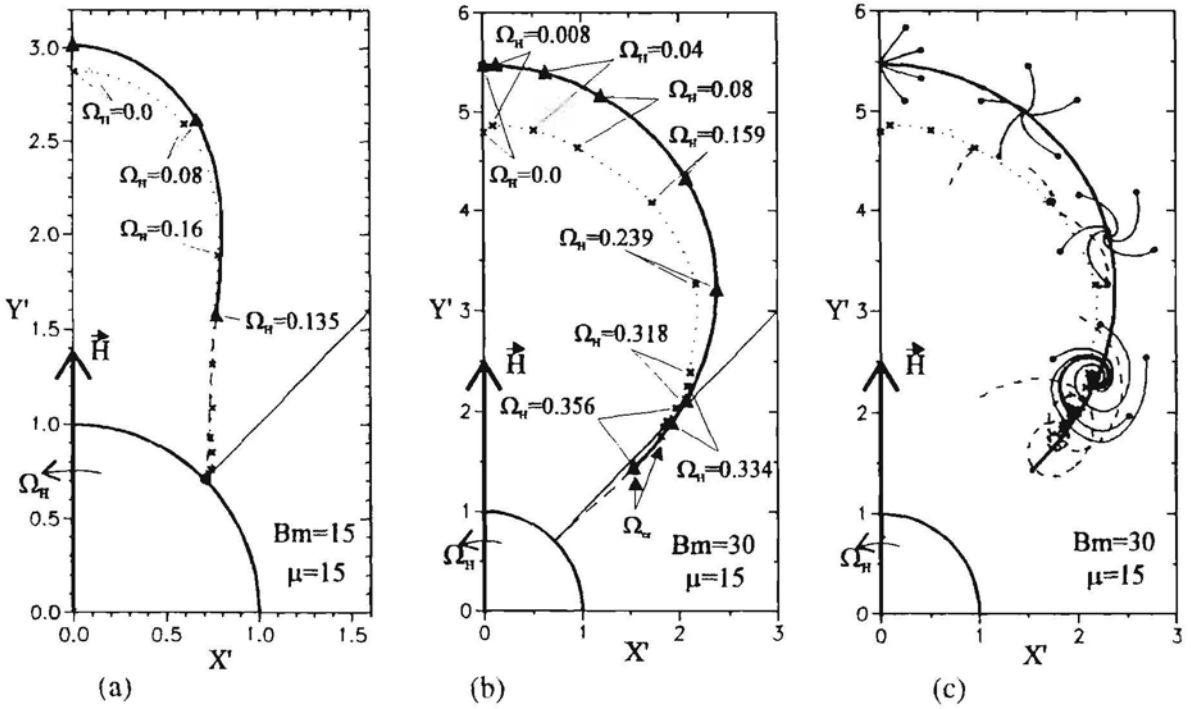 3.0
2.5
2.0
Y'
1.5
1.0
0.5
0.0
Ω_H=0.0
Ω_H=0.08
Ω_H=0.16
Ω_H=0.135
H
Ω_H
Bm=15
μ=15
0.0 0.5 1.0 1.5
X'
(a)
6
5
4
Y'
3
2
1
0
Ω_H=0.008
Ω_H=0.04
Ω_H=0.08
Ω_H=0.159
Ω_H=0.0
Ω_H=0.239
Ω_H=0.318
H
Ω_H=0.356
Ω_H=0.334
Ω_cr
Ω_H
Bm=30
μ=15
0 1 2 3
X'
(b)
6
5
4
Y'
3
2
1
0
H
Ω_H
Bm=30
μ=15
0 1 2 3
X'
(c)